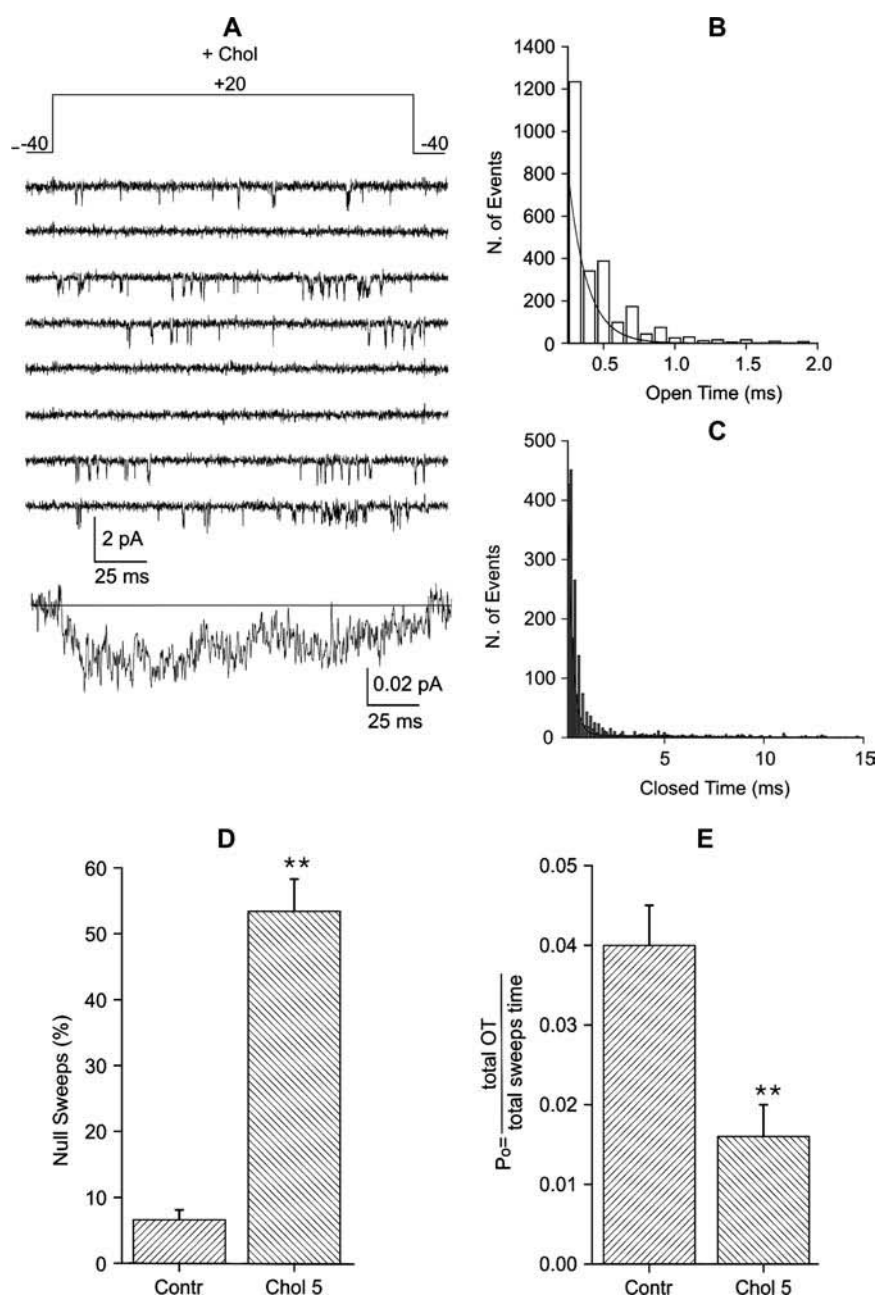 A
+ Chol
+20
-40
-40
2 pA
25 ms
0.02 pA
25 ms
B
1400
1200
1000
800
600
400
200
0
N. of Events
0.5
1.0
1.5
2.0
Open Time (ms)
C
500
400
300
200
100
0
N. of Events
5
10
15
Closed Time (ms)
D
60
50
40
30
20
10
0
Null Sweeps (%)
**
Contr
Chol 5
E
0.05
0.04
0.03
0.02
0.01
0.00
Po= total OT
total sweeps time
**
Contr
Chol 5